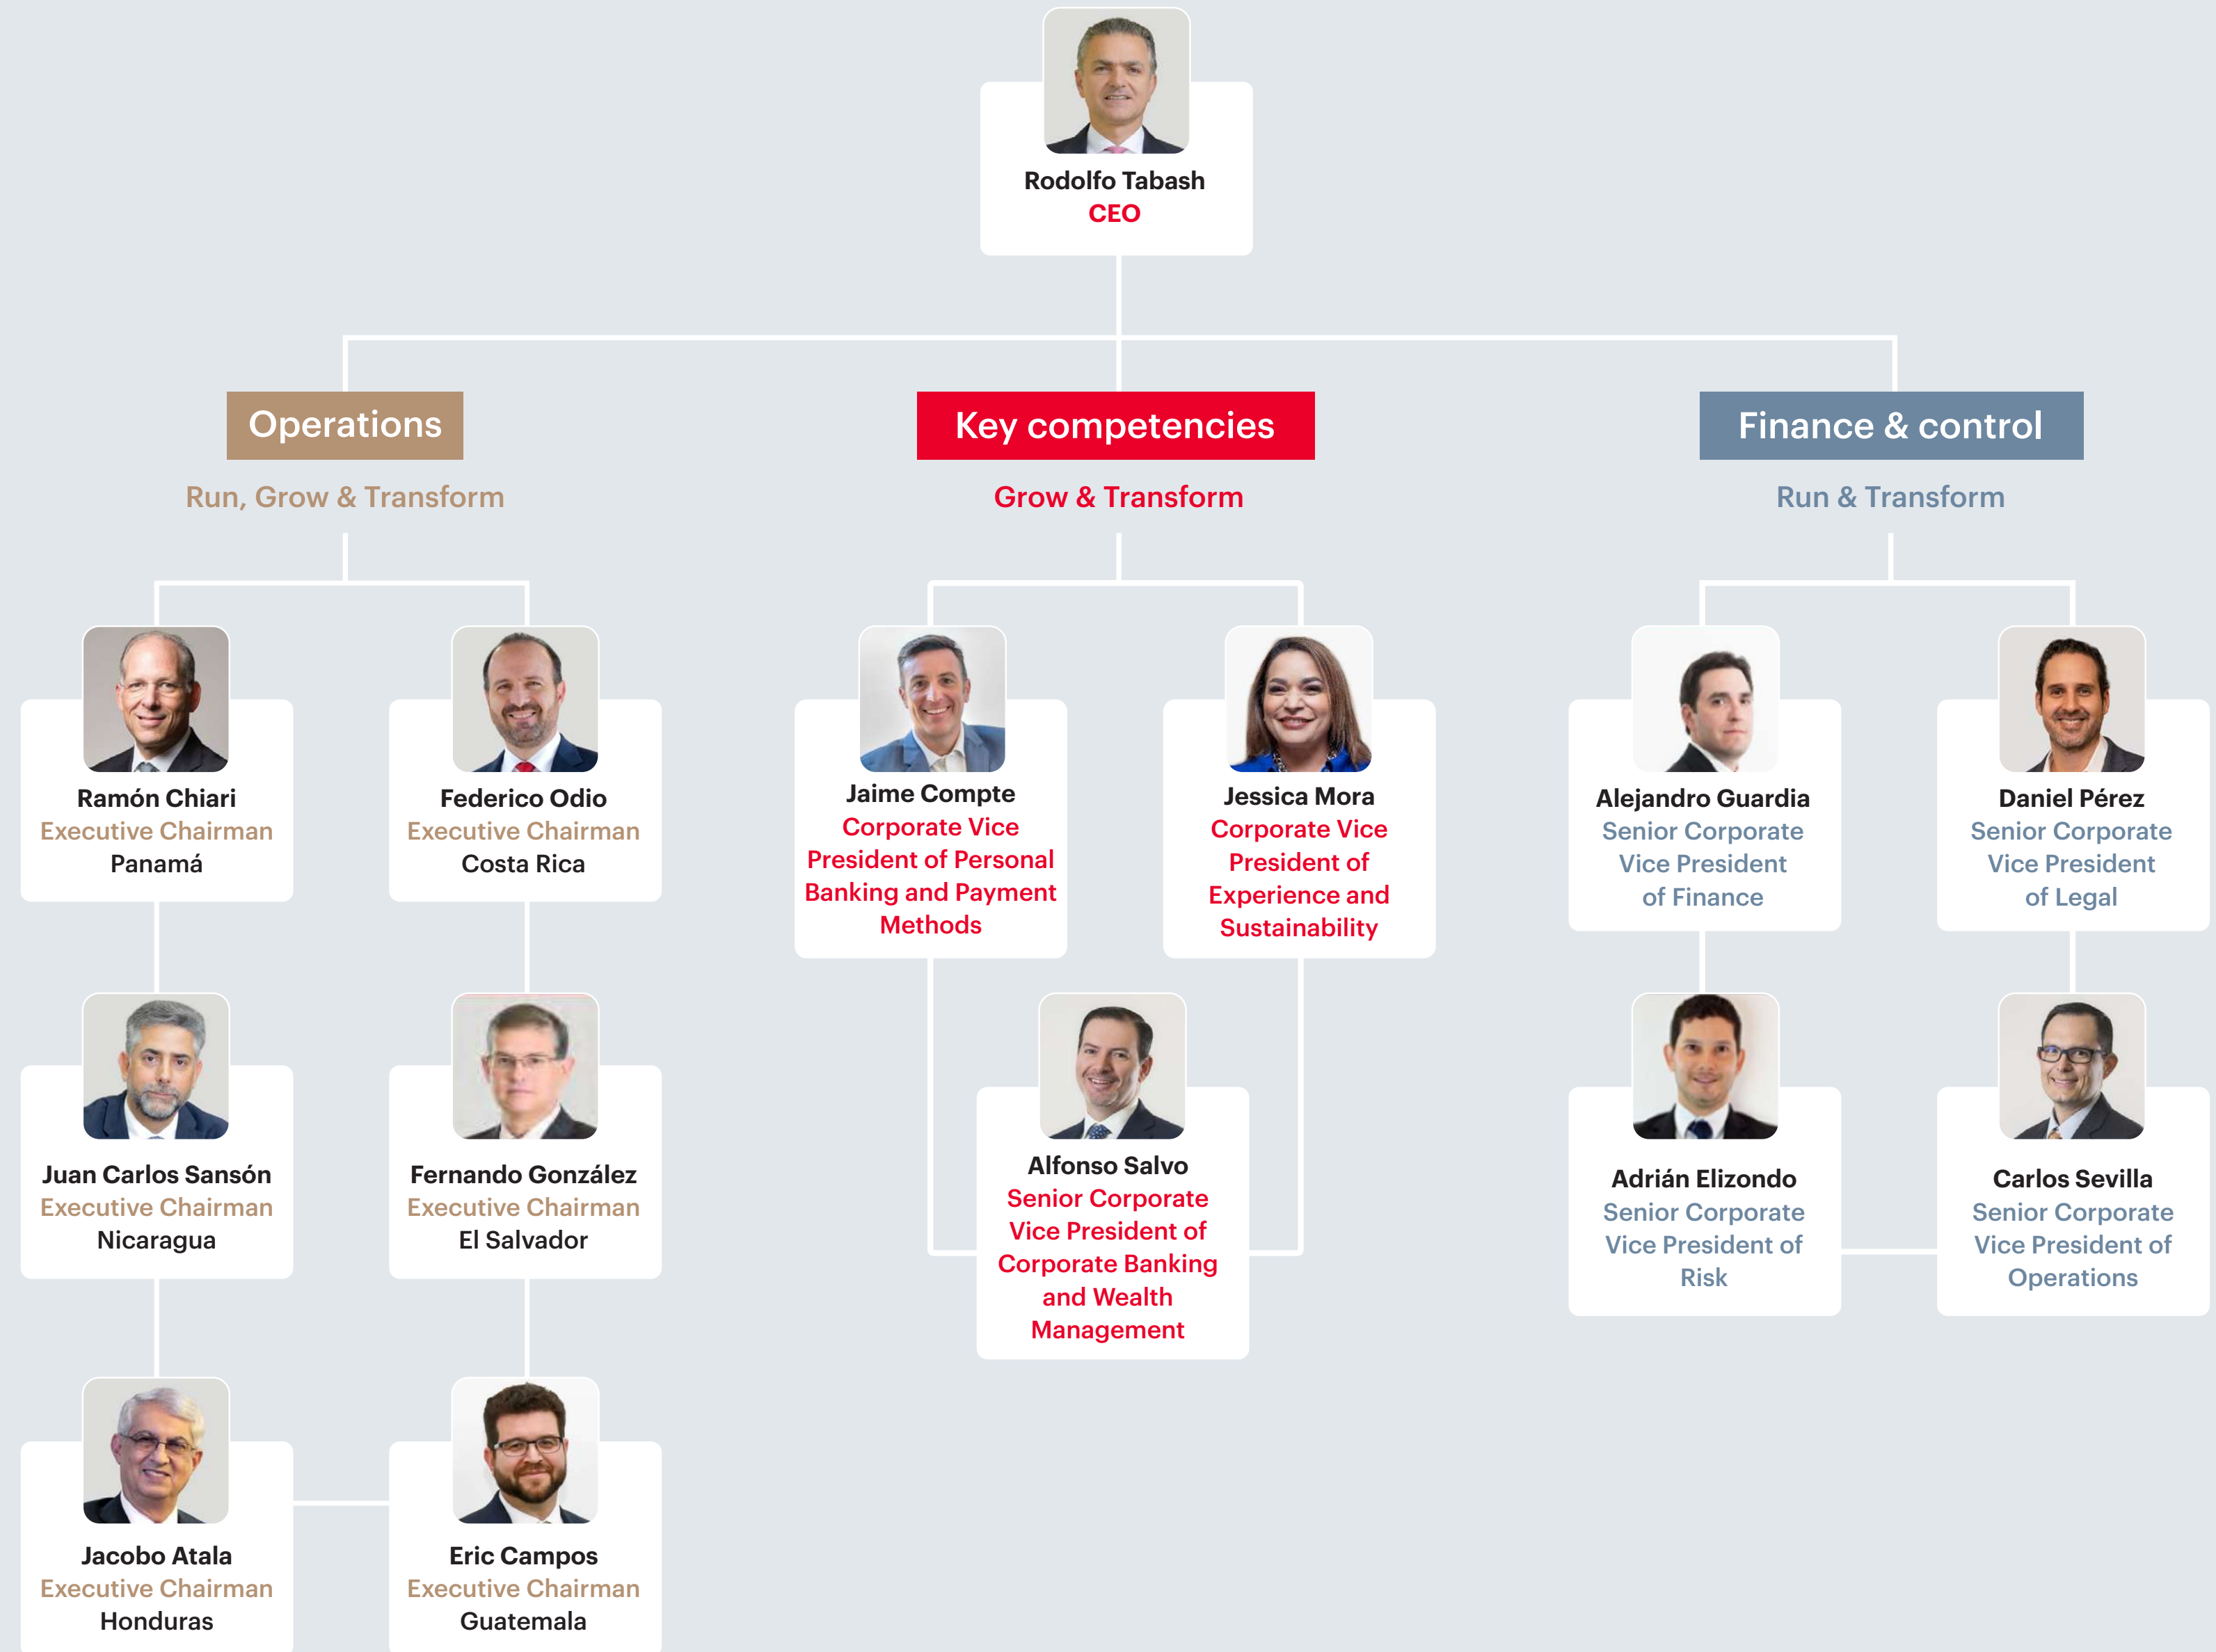 Rodolfo Tabash
CEO
Operations
Run, Grow & Transform
Key competencies
Grow & Transform
Finance & control
Run & Transform
Ramón Chiari
Executive Chairman
Panamá
Federico Odio
Executive Chairman
Costa Rica
Jaime Compte
Corporate Vice
President of Personal
Banking and Payment
Methods
Jessica Mora
Corporate Vice
President of
Experience and
Sustainability
Alejandro Guardia
Senior Corporate
Vice President
of Finance
Daniel Pérez
Senior Corporate
Vice President
of Legal
Juan Carlos Sansón
Executive Chairman
Nicaragua
Fernando González
Executive Chairman
El Salvador
Alfonso Salvo
Senior Corporate
Vice President of
Corporate Banking
and Wealth
Management
Adrián Elizondo
Senior Corporate
Vice President of
Risk
Carlos Sevilla
Senior Corporate
Vice President of
Operations
Jacobo Atala
Executive Chairman
Honduras
Eric Campos
Executive Chairman
Guatemala